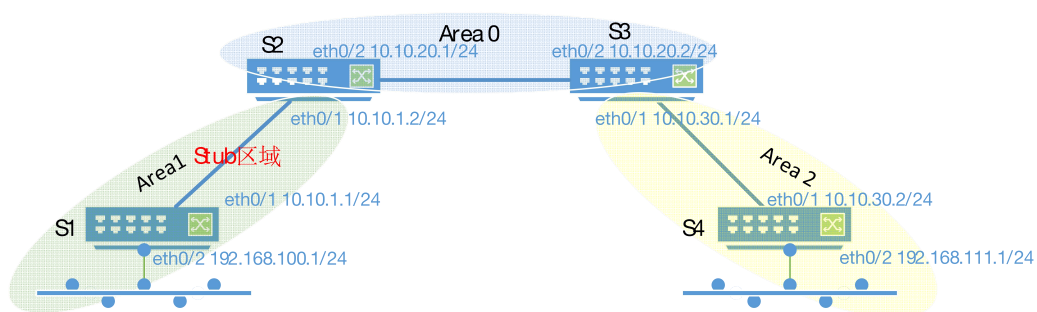 Area 0
S2
S3
eth0/2 10.10.20.1/24
eth0/2 10.10.20.2/24
eth0/1 10.10.1.2/24
eth0/1 10.10.30.1/24
Area1
Stub区域
Area 2
eth0/1 10.10.1.1/24
eth0/1 10.10.30.2/24
S1
S4
eth0/2 192.168.100.1/24
eth0/2 192.168.111.1/24